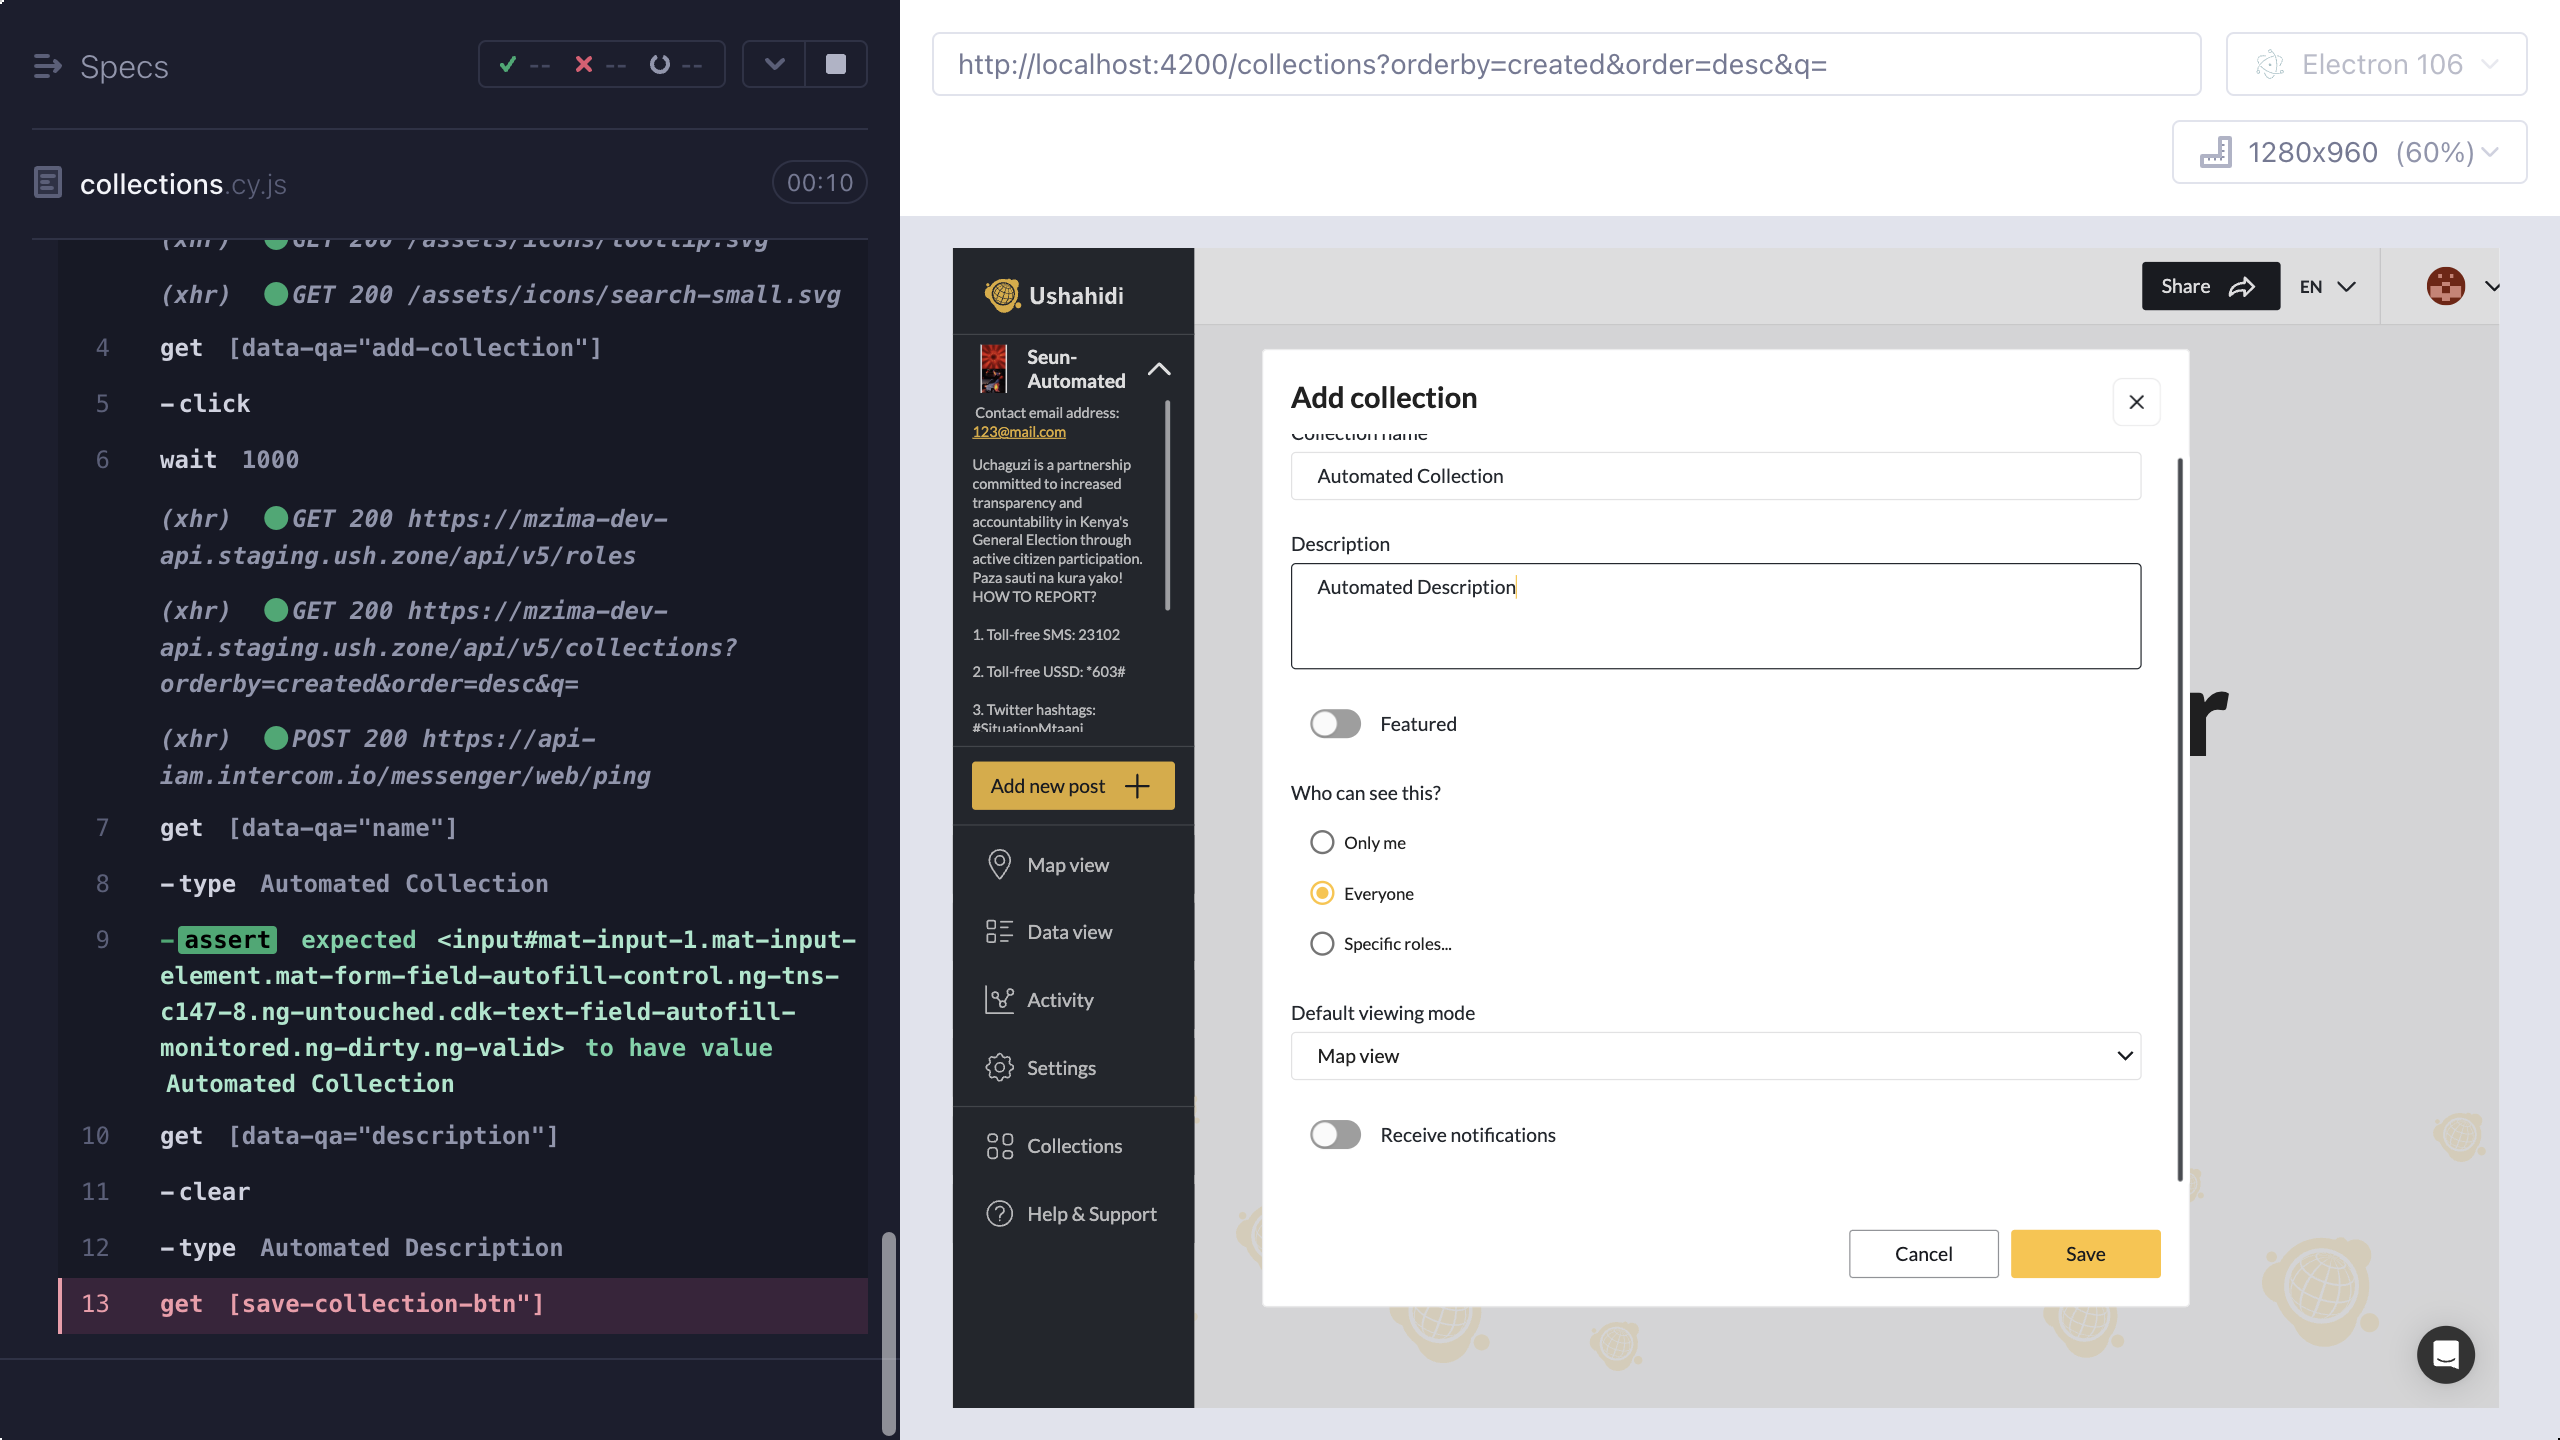 Specs
-- -- --
collections.cy.js
00:10
(xhr) GET 200 /assets/icons/tooltip.svg
(xhr) GET 200 /assets/icons/search-small.svg
4 get [data-qa="add-collection"]
5 -click
6 wait 1000
(xhr) GET 200 https://mzima-dev-
api.staging.ush.zone/api/v5/roles
(xhr) GET 200 https://mzima-dev-
api.staging.ush.zone/api/v5/collections?
orderby=created&order=desc&q=
(xhr) POST 200 https://api-
iam.intercom.io/messenger/web/ping
7 get [data-qa="name"]
8 -type Automated Collection
9 -assert expected <input#mat-input-1.mat-input-
element.mat-form-field-autofill-control.ng-tns-
c147-8.ng-untouched.cdk-text-field-autofill-
monitored.ng-dirty.ng-valid> to have value
Automated Collection
10 get [data-qa="description"]
11 -clear
12 -type Automated Description
13 get [save-collection-btn"]
http://localhost:4200/collections?orderby=created&order=desc&q=
Electron 106
1280x960 (60%)
Ushahidi
Seun-
Automated
Contact email address:
123@mail.com
Uchaguzi is a partnership
committed to increased
transparency and
accountability in Kenya's
General Election through
active citizen participation.
Paza sauti na kura yako!
HOW TO REPORT?
1. Toll-free SMS: 23102
2. Toll-free USSD: *603#
3. Twitter hashtags:
#SituationMtaani
Add new post
Map view
Data view
Activity
Settings
Collections
Help & Support
Share
EN
Add collection
Collection name
Automated Collection
Description
Automated Description
Featured
Who can see this?
Only me
Everyone
Specific roles...
Default viewing mode
Map view
Receive notifications
Cancel
Save
r